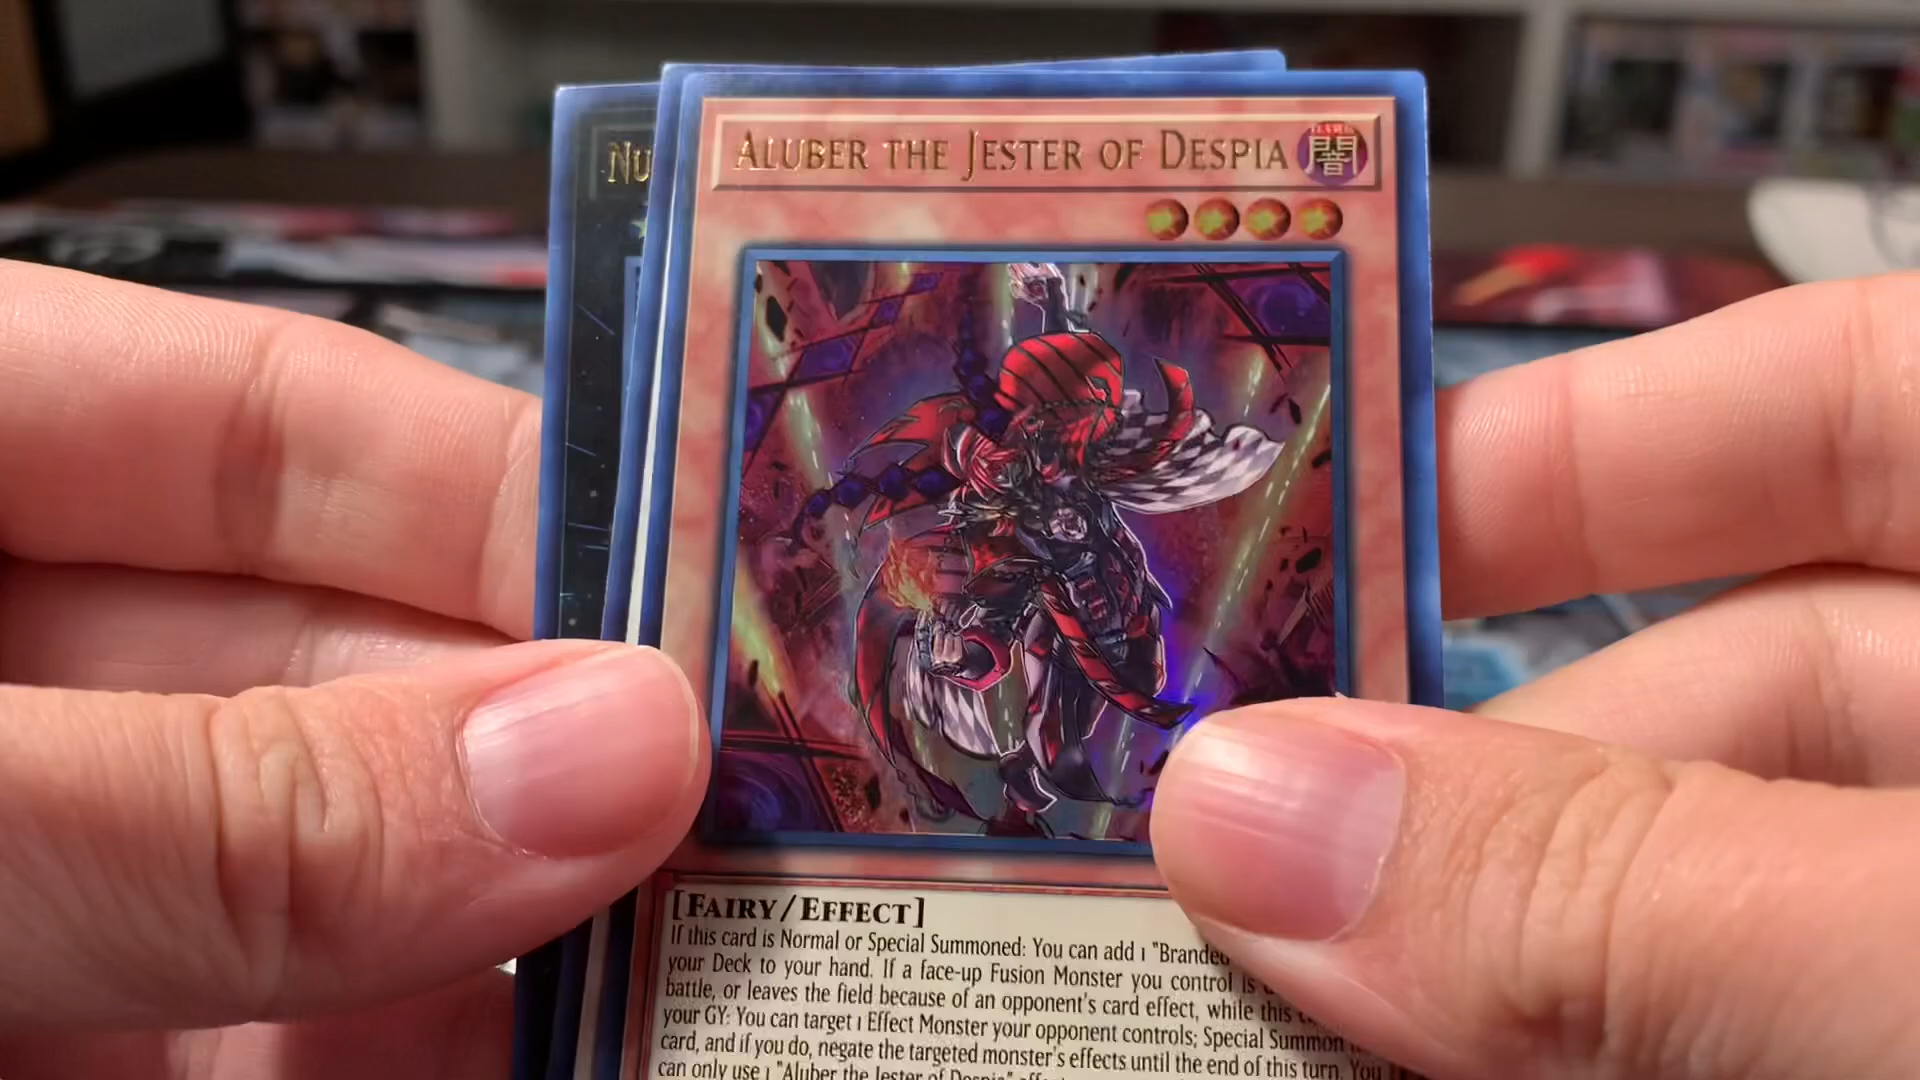 NU
ALUBER THE JESTER OF DESPIA
闇
[FAIRY/EFFECT]
If this card is Normal or Special Summoned: You can add 1 "Branded
your Deck to your hand. If a face-up Fusion Monster you control is
battle, or leaves the field because of an opponent's card effect, while this
your GY: You can target 1 Effect Monster your opponent controls; Special Summon
card, and if you do, negate the targeted monster's effects until the end of this turn. You
can only use 1 "Aluber the Jester of Despia"